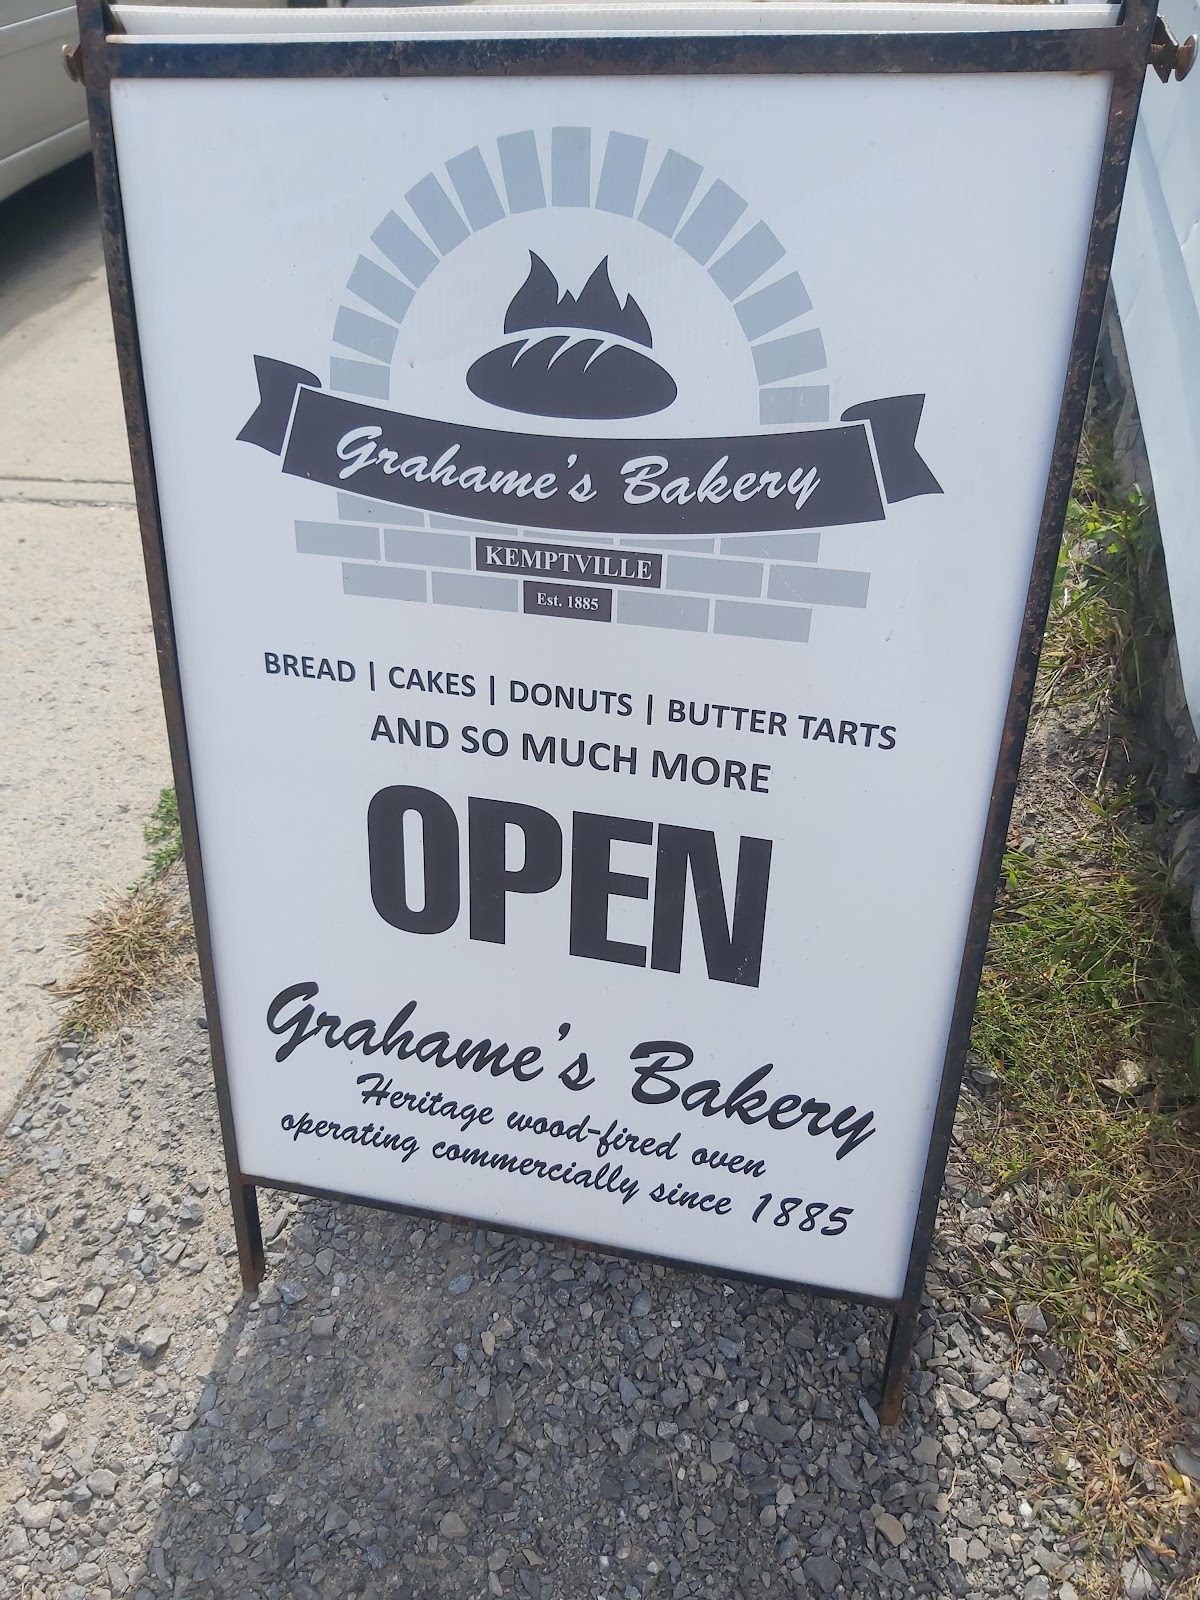 Grahame's Bakery
KEMPTVILLE
Est. 1885
BREAD | CAKES | DONUTS | BUTTER TARTS
AND SO MUCH MORE
OPEN
Grahame's Bakery
Heritage wood-fired oven
operating commercially since 1885